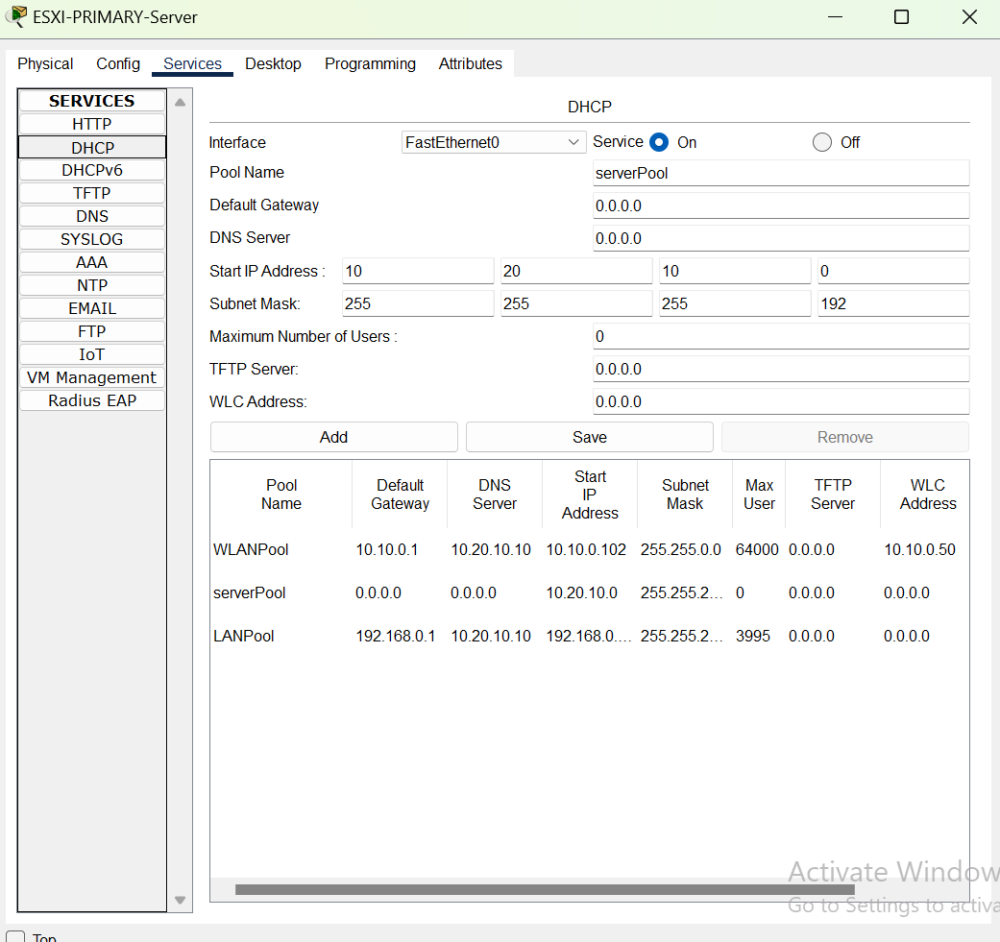 ESXI-PRIMARY-Server
Physical Config Services Desktop Programming Attributes
SERVICES
HTTP
DHCP
DHCPv6
TFTP
DNS
SYSLOG
AAA
NTP
EMAIL
FTP
IoT
VM Management
Radius EAP
DHCP
Interface FastEthernet0 Service On Off
Pool Name serverPool
Default Gateway 0.0.0.0
DNS Server 0.0.0.0
Start IP Address : 10 20 10 0
Subnet Mask: 255 255 255 192
Maximum Number of Users : 0
TFTP Server: 0.0.0.0
WLC Address: 0.0.0.0
Add Save Remove
Pool Name Default Gateway DNS Server Start IP Address Subnet Mask Max User TFTP Server WLC Address
WLANPool 10.10.0.1 10.20.10.10 10.10.0.102 255.255.0.0 64000 0.0.0.0 10.10.0.50
serverPool 0.0.0.0 0.0.0.0 10.20.10.0 255.255.2... 0 0.0.0.0 0.0.0.0
LANPool 192.168.0.1 10.20.10.10 192.168.0.... 255.255.2... 3995 0.0.0.0 0.0.0.0
Activate Window
Go to Settings to activa
Top